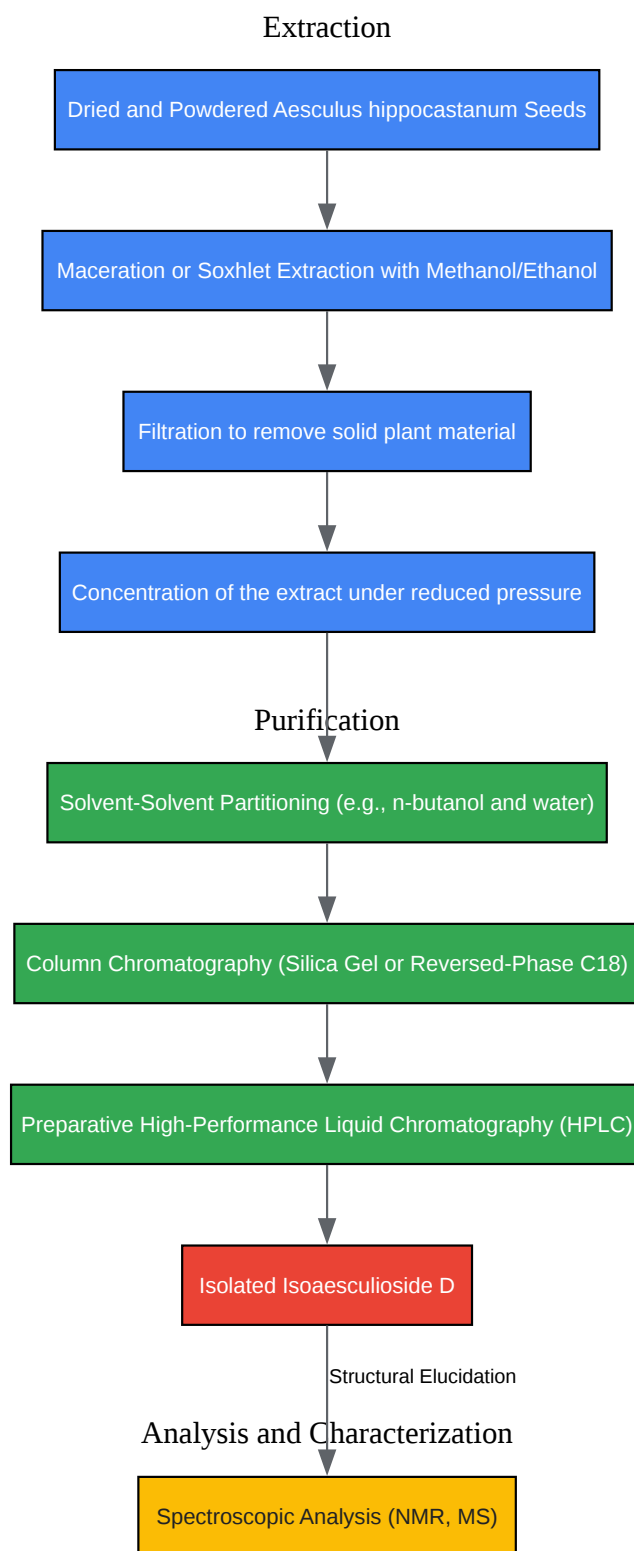 Extraction
Dried and Powdered Aesculus hippocastanum Seeds
Maceration or Soxhlet Extraction with Methanol/Ethanol
Filtration to remove solid plant material
Concentration of the extract under reduced pressure
Purification
Solvent-Solvent Partitioning (e.g., n-butanol and water)
Column Chromatography (Silica Gel or Reversed-Phase C18)
Preparative High-Performance Liquid Chromatography (HPLC)
Isolated Isoaesculioside D
Structural Elucidation
Analysis and Characterization
Spectroscopic Analysis (NMR, MS)